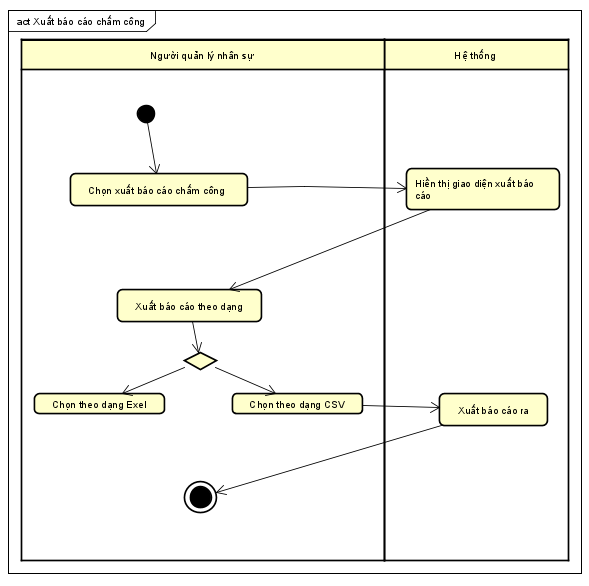 act Xuất báo cáo chấm công
Người quản lý nhân sự
Hệ thống
Chọn xuất báo cáo chấm công
Hiển thị giao diện xuất báo
cáo
Xuất báo cáo theo dạng
Chọn theo dạng Exel
Chọn theo dạng CSV
Xuất báo cáo ra